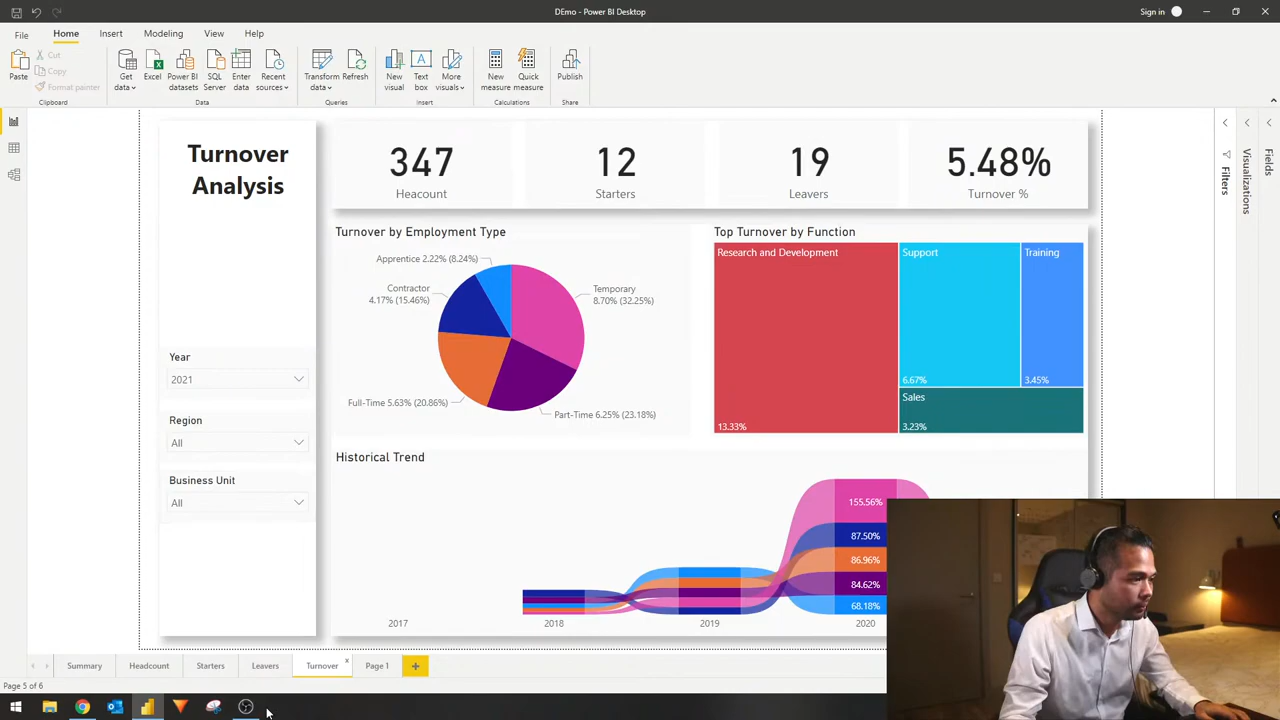 DEmo - Power BI Desktop
Sign in
File
Home
Insert
Modeling
View
Help
Paste
Cut
Copy
Format painter
Clipboard
Get data
Excel
Power BI datasets
SQL Server
Enter data
Recent sources
Data
Transform data
Refresh
Queries
New visual
Text box
More visuals
Insert
New measure
Quick measure
Calculations
Publish
Share
Turnover
Analysis
347
Heacount
12
Starters
19
Leavers
5.48%
Turnover %
Turnover by Employment Type
Apprentice 2.22% (8.24%)
Contractor
4.17% (15.46%)
Temporary
8.70% (32.25%)
Full-Time 5.63% (20.86%)
Part-Time 6.25% (23.18%)
Top Turnover by Function
Research and Development
13.33%
Support
6.67%
Training
3.45%
Sales
3.23%
Year
2021
Region
All
Business Unit
All
Historical Trend
155.56%
87.50%
86.96%
84.62%
68.18%
2017
2018
2019
2020
Filters
Visualizations
Fields
Summary
Headcount
Starters
Leavers
Turnover
Page 1
Page 5 of 6